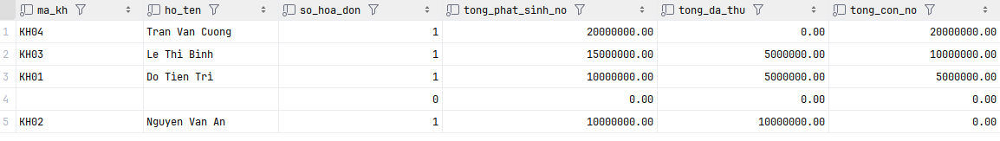 ma_kh ho_ten so_hoa_don tong_phat_sinh_no tong_da_thu tong_con_no
1 KH04 Tran Van Cuong 1 20000000.00 0.00 20000000.00
2 KH03 Le Thi Binh 1 15000000.00 5000000.00 10000000.00
3 KH01 Do Tien Tri 1 10000000.00 5000000.00 5000000.00
4 0 0.00 0.00 0.00
5 KH02 Nguyen Van An 1 10000000.00 10000000.00 0.00